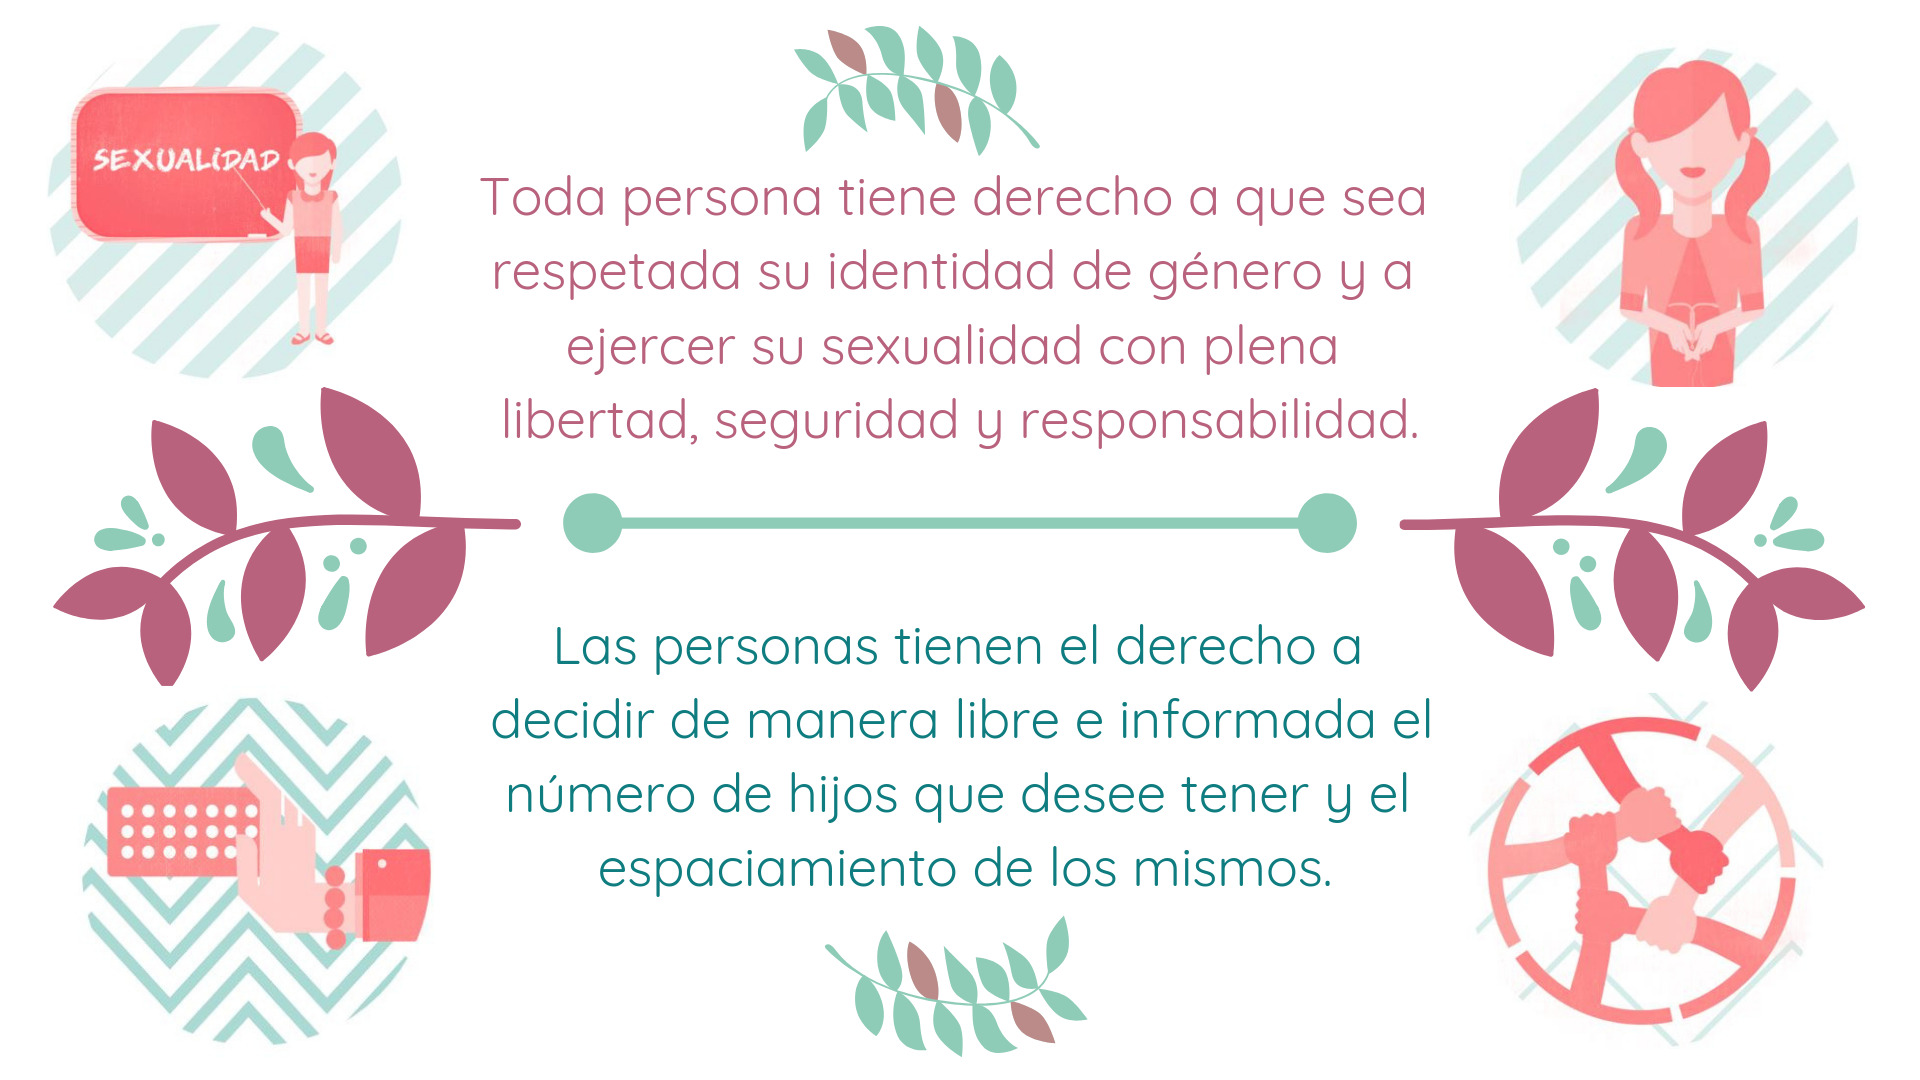 SEXUALIDAD
Toda persona tiene derecho a que sea
respetada su identidad de género y a
ejercer su sexualidad con plena
libertad, seguridad y responsabilidad.
Las personas tienen el derecho a
decidir de manera libre e informada el
número de hijos que desee tener y el
espaciamiento de los mismos.